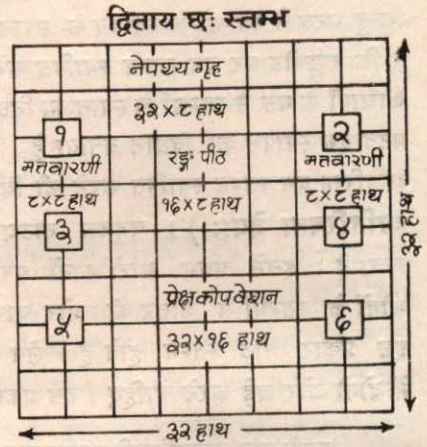 द्विताय छः स्तम्भ
नेपथ्य गृह
३२ × ८ हाथ
१
२
मत्तवारणी
रङ्ग पीठ
मत्तवारणी
८×८ हाथ
१६ × ८ हाथ
८×८ हाथ
३
४
३२ हाथ
प्रेक्षकोपवेशन
५
६
३२ × १६ हाथ
३२ हाथ